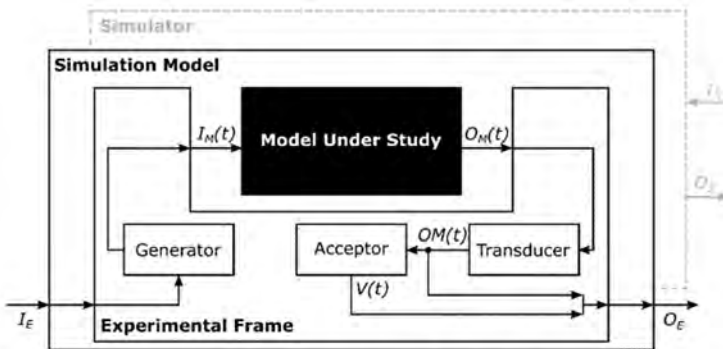 Simulator
Simulation Model
I_M(t)
Model Under Study
O_M(t)
Generator
Acceptor
OM(t)
Transducer
V(t)
I_E
Experimental Frame
O_E